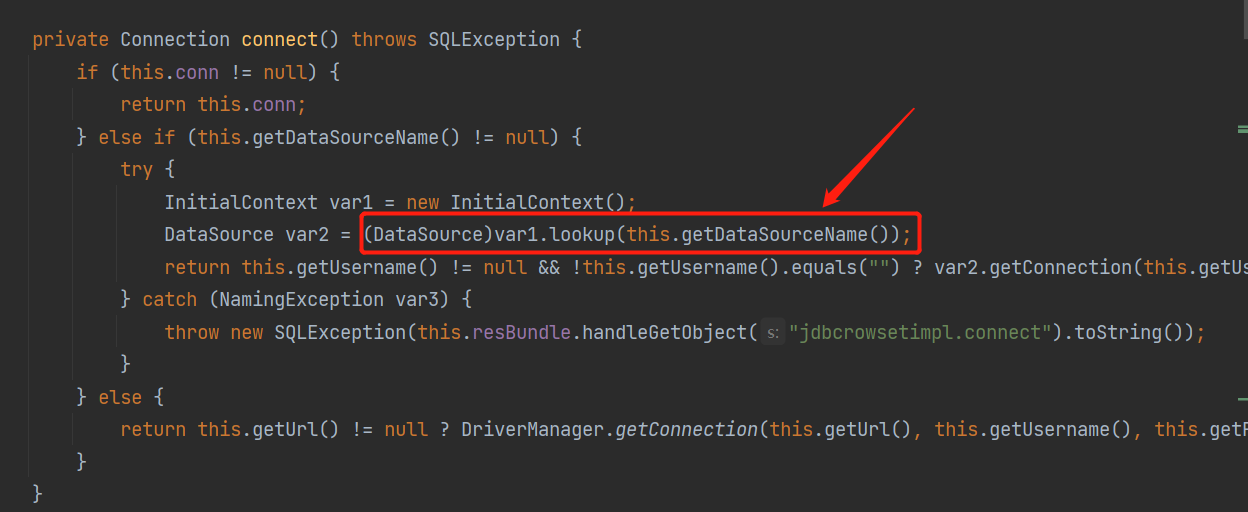 private Connection connect() throws SQLException {
if (this.conn != null) {
return this.conn;
} else if (this.getDataSourceName() != null) {
try {
InitialContext var1 = new InitialContext();
DataSource var2 = (DataSource)var1.lookup(this.getDataSourceName());
return this.getUsername() != null && !this.getUsername().equals("") ? var2.getConnection(this.getUs
} catch (NamingException var3) {
throw new SQLException(this.resBundle.handleGetObject( s: "jdbcrowsetimpl.connect").toString());
}
} else {
return this.getUrl() != null ? DriverManager.getConnection(this.getUrl(), this.getUsername(), this.
}
}